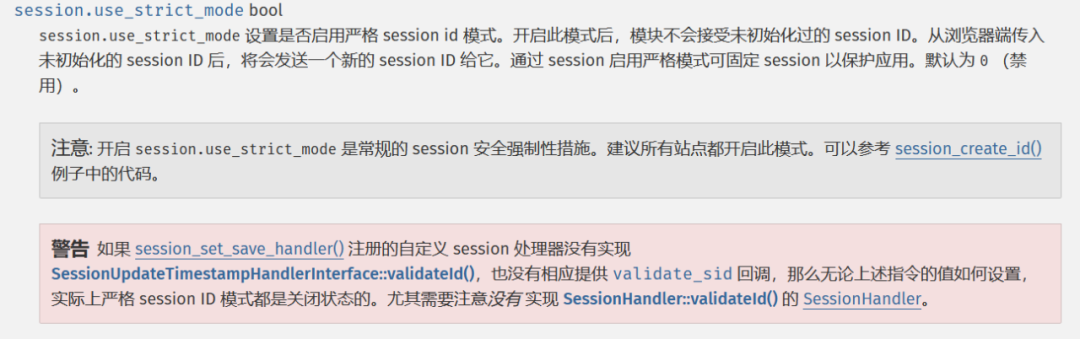 session.use_strict_mode bool
session.use_strict_mode 设置是否启用严格 session id 模式。开启此模式后，模块不会接受未初始化过的 session ID。从浏览器端传入
未初始化的 session ID 后，将会发送一个新的 session ID 给它。通过 session 启用严格模式可固定 session 以保护应用。默认为 0 （禁
用）。
注意: 开启 session.use_strict_mode 是常规的 session 安全强制性措施。建议所有站点都开启此模式。可以参考 session_create_id()
例子中的代码。
警告 如果 session_set_save_handler() 注册的自定义 session 处理器没有实现
SessionUpdateTimestampHandlerInterface::validateId()，也没有相应提供 validate_sid 回调，那么无论上述指令的值如何设置，
实际上严格 session ID 模式都是关闭状态的。尤其需要注意没有 实现 SessionHandler::validateId() 的 SessionHandler。